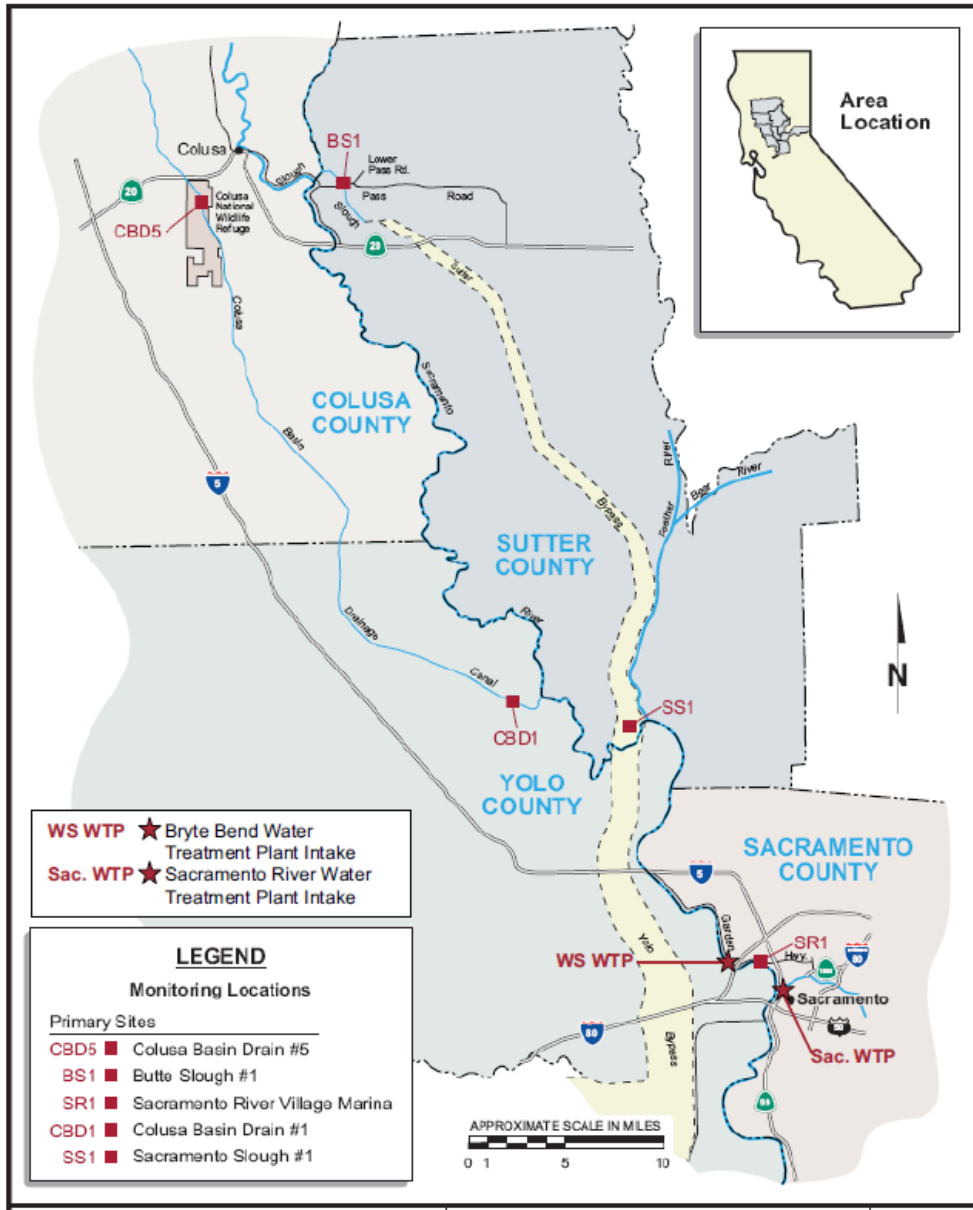 Area
Location
BS1
Lower
Pass Rd.
Colusa
Slough
Pass
Road
20
Colusa
National
Wildlife
Refuge
Slough
CBD5
20
Sutter
Colusa
Sacramento
COLUSA
COUNTY
Basin
River
River
Bear
5
Feather
Bypass
SUTTER
COUNTY
River
Drainage
N
Canal
SS1
CBD1
YOLO
COUNTY
WS WTP Bryte Bend Water
Treatment Plant Intake
Sac. WTP Sacramento River Water
Treatment Plant Intake
SACRAMENTO
COUNTY
5
Garden
SR1
Yolo
Hwy.
80
WS WTP
Sacramento
80
50
Bypass
Sac. WTP
99
LEGEND
Monitoring Locations
Primary Sites
CBD5 Colusa Basin Drain #5
BS1 Butte Slough #1
SR1 Sacramento River Village Marina
CBD1 Colusa Basin Drain #1
SS1 Sacramento Slough #1
APPROXIMATE SCALE IN MILES
0 1 5 10